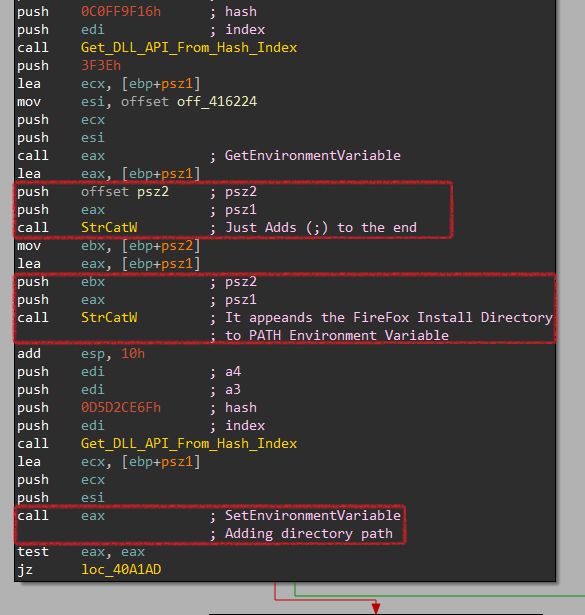 push 0C0FF9F16h ; hash
push edi ; index
call Get_DLL_API_From_Hash_Index
push 3F3Eh
lea ecx, [ebp+psz1]
mov esi, offset off_416224
push ecx
push esi
call eax ; GetEnvironmentVariable
lea eax, [ebp+psz1]
push offset psz2 ; psz2
push eax ; psz1
call StrCatW ; Just Adds (;) to the end
mov ebx, [ebp+psz2]
lea eax, [ebp+psz1]
push ebx ; psz2
push eax ; psz1
call StrCatW ; It appeands the FireFox Install Directory
; to PATH Environment Variable
add esp, 10h
push edi ; a4
push edi ; a3
push 0D5D2CE6Fh ; hash
push edi ; index
call Get_DLL_API_From_Hash_Index
lea ecx, [ebp+psz1]
push ecx
push esi
call eax ; SetEnvironmentVariable
; Adding directory path
test eax, eax
jz loc_40A1AD